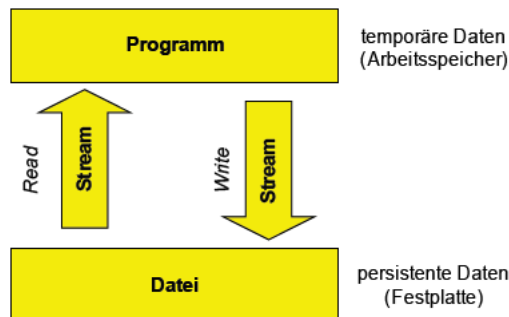 Programm
temporäre Daten
(Arbeitsspeicher)
Read
Stream
Write
Stream
Datei
persistente Daten
(Festplatte)